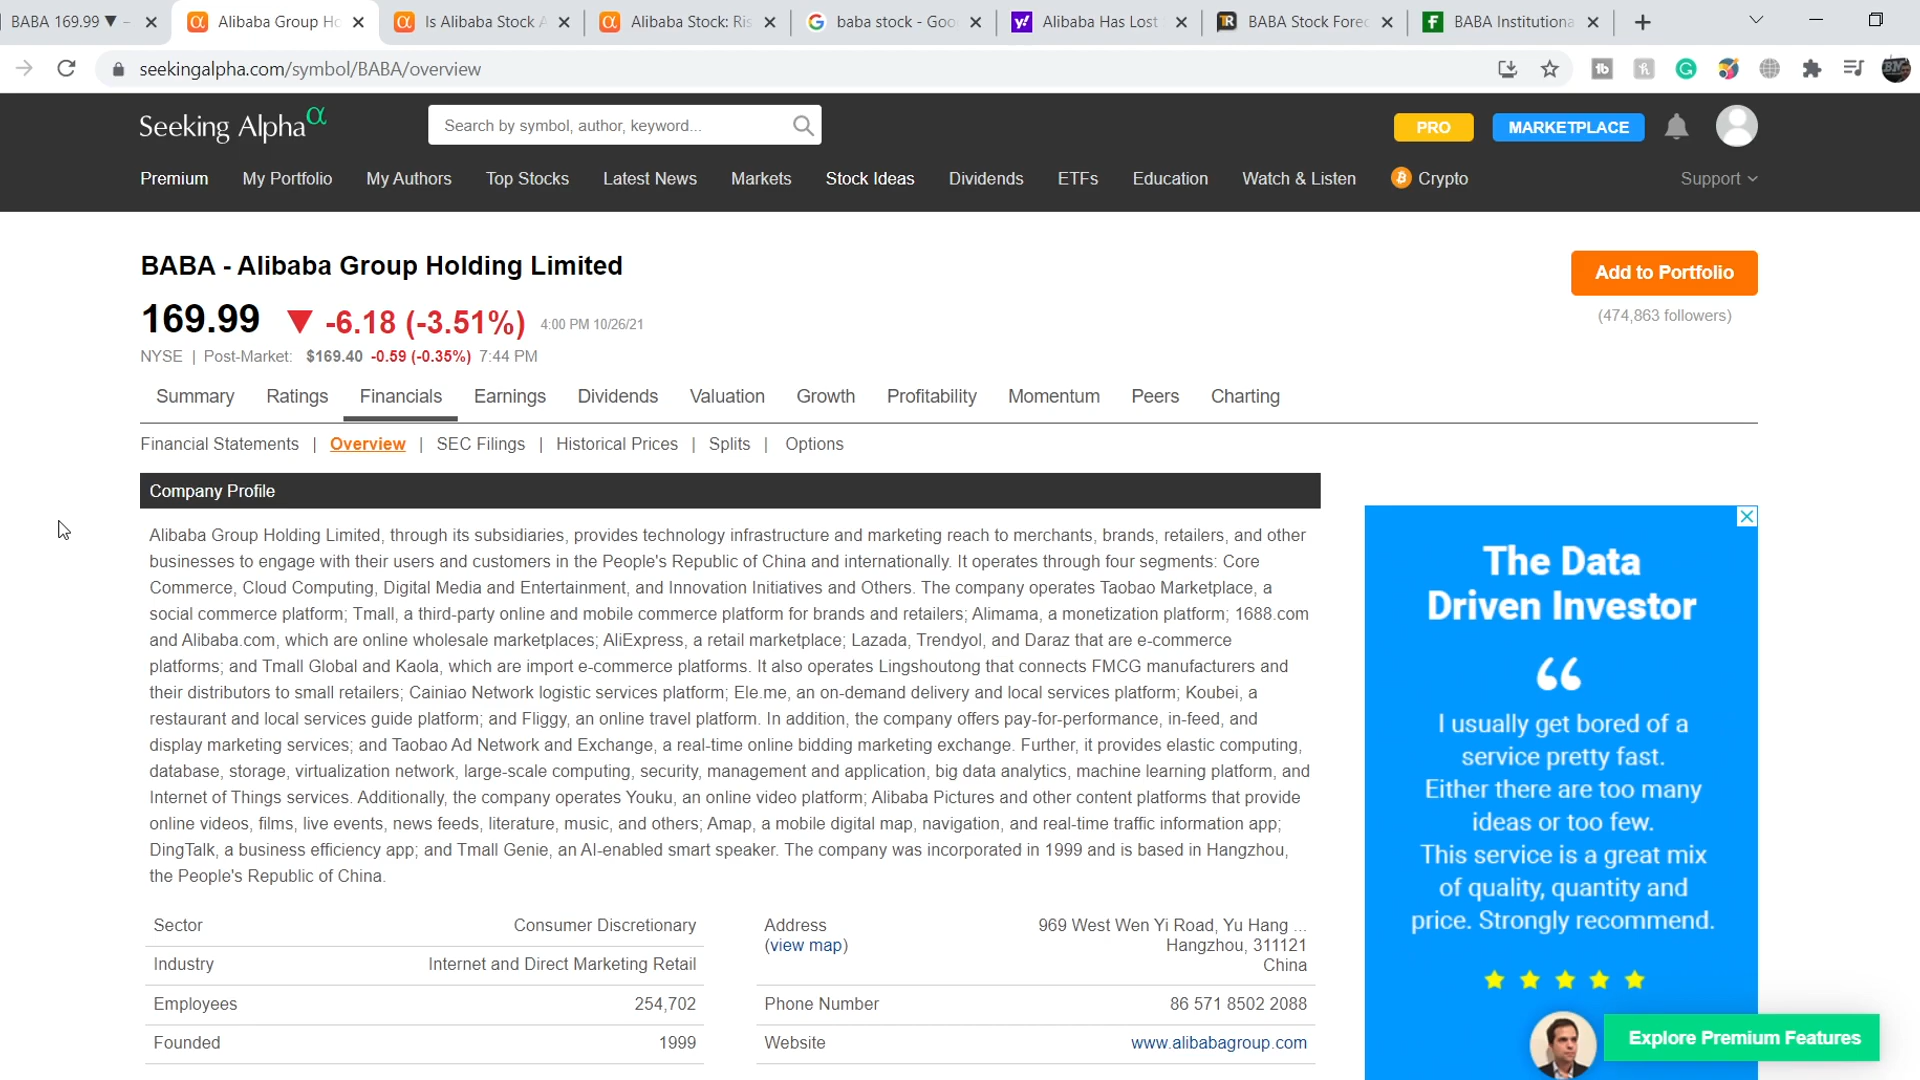 BABA 169.99 ▼ -
Alibaba Group Ho
Is Alibaba Stock A
Alibaba Stock: Ris
baba stock - Goo
Alibaba Has Lost
BABA Stock Forec
BABA Institutiona
seekingalpha.com/symbol/BABA/overview
Seeking Alpha α
Search by symbol, author, keyword...
PRO
MARKETPLACE
Premium
My Portfolio
My Authors
Top Stocks
Latest News
Markets
Stock Ideas
Dividends
ETFs
Education
Watch & Listen
Crypto
Support
BABA - Alibaba Group Holding Limited
Add to Portfolio
169.99 ▼ -6.18 (-3.51%) 4:00 PM 10/26/21
(474,863 followers)
NYSE | Post-Market: $169.40 -0.59 (-0.35%) 7:44 PM
Summary
Ratings
Financials
Earnings
Dividends
Valuation
Growth
Profitability
Momentum
Peers
Charting
Financial Statements | Overview | SEC Filings | Historical Prices | Splits | Options
Company Profile
Alibaba Group Holding Limited, through its subsidiaries, provides technology infrastructure and marketing reach to merchants, brands, retailers, and other
businesses to engage with their users and customers in the People's Republic of China and internationally. It operates through four segments: Core
Commerce, Cloud Computing, Digital Media and Entertainment, and Innovation Initiatives and Others. The company operates Taobao Marketplace, a
social commerce platform; Tmall, a third-party online and mobile commerce platform for brands and retailers; Alimama, a monetization platform; 1688.com
and Alibaba.com, which are online wholesale marketplaces; AliExpress, a retail marketplace; Lazada, Trendyol, and Daraz that are e-commerce
platforms; and Tmall Global and Kaola, which are import e-commerce platforms. It also operates Lingshoutong that connects FMCG manufacturers and
their distributors to small retailers; Cainiao Network logistic services platform; Ele.me, an on-demand delivery and local services platform; Koubei, a
restaurant and local services guide platform; and Fliggy, an online travel platform. In addition, the company offers pay-for-performance, in-feed, and
display marketing services; and Taobao Ad Network and Exchange, a real-time online bidding marketing exchange. Further, it provides elastic computing,
database, storage, virtualization network, large-scale computing, security, management and application, big data analytics, machine learning platform, and
Internet of Things services. Additionally, the company operates Youku, an online video platform; Alibaba Pictures and other content platforms that provide
online videos, films, live events, news feeds, literature, music, and others; Amap, a mobile digital map, navigation, and real-time traffic information app;
DingTalk, a business efficiency app; and Tmall Genie, an AI-enabled smart speaker. The company was incorporated in 1999 and is based in Hangzhou,
the People's Republic of China.
Sector Consumer Discretionary
Industry Internet and Direct Marketing Retail
Employees 254,702
Founded 1999
Address 969 West Wen Yi Road, Yu Hang ...
(view map) Hangzhou, 311121
China
Phone Number 86 571 8502 2088
Website www.alibabagroup.com
The Data
Driven Investor
“
I usually get bored of a
service pretty fast.
Either there are too many
ideas or too few.
This service is a great mix
of quality, quantity and
price. Strongly recommend.
Explore Premium Features